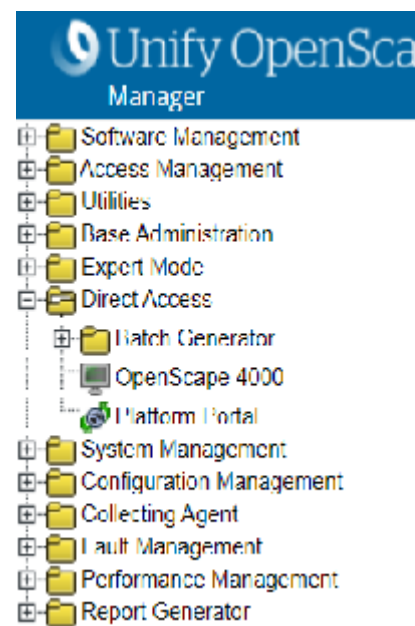 Unify OpenSca
Manager
Software Management
Access Management
Utilities
Base Administration
Expert Mode
Direct Access
Batch Generator
OpenScape 4000
Platform Portal
System Management
Configuration Management
Collecting Agent
Fault Management
Performance Management
Report Generator